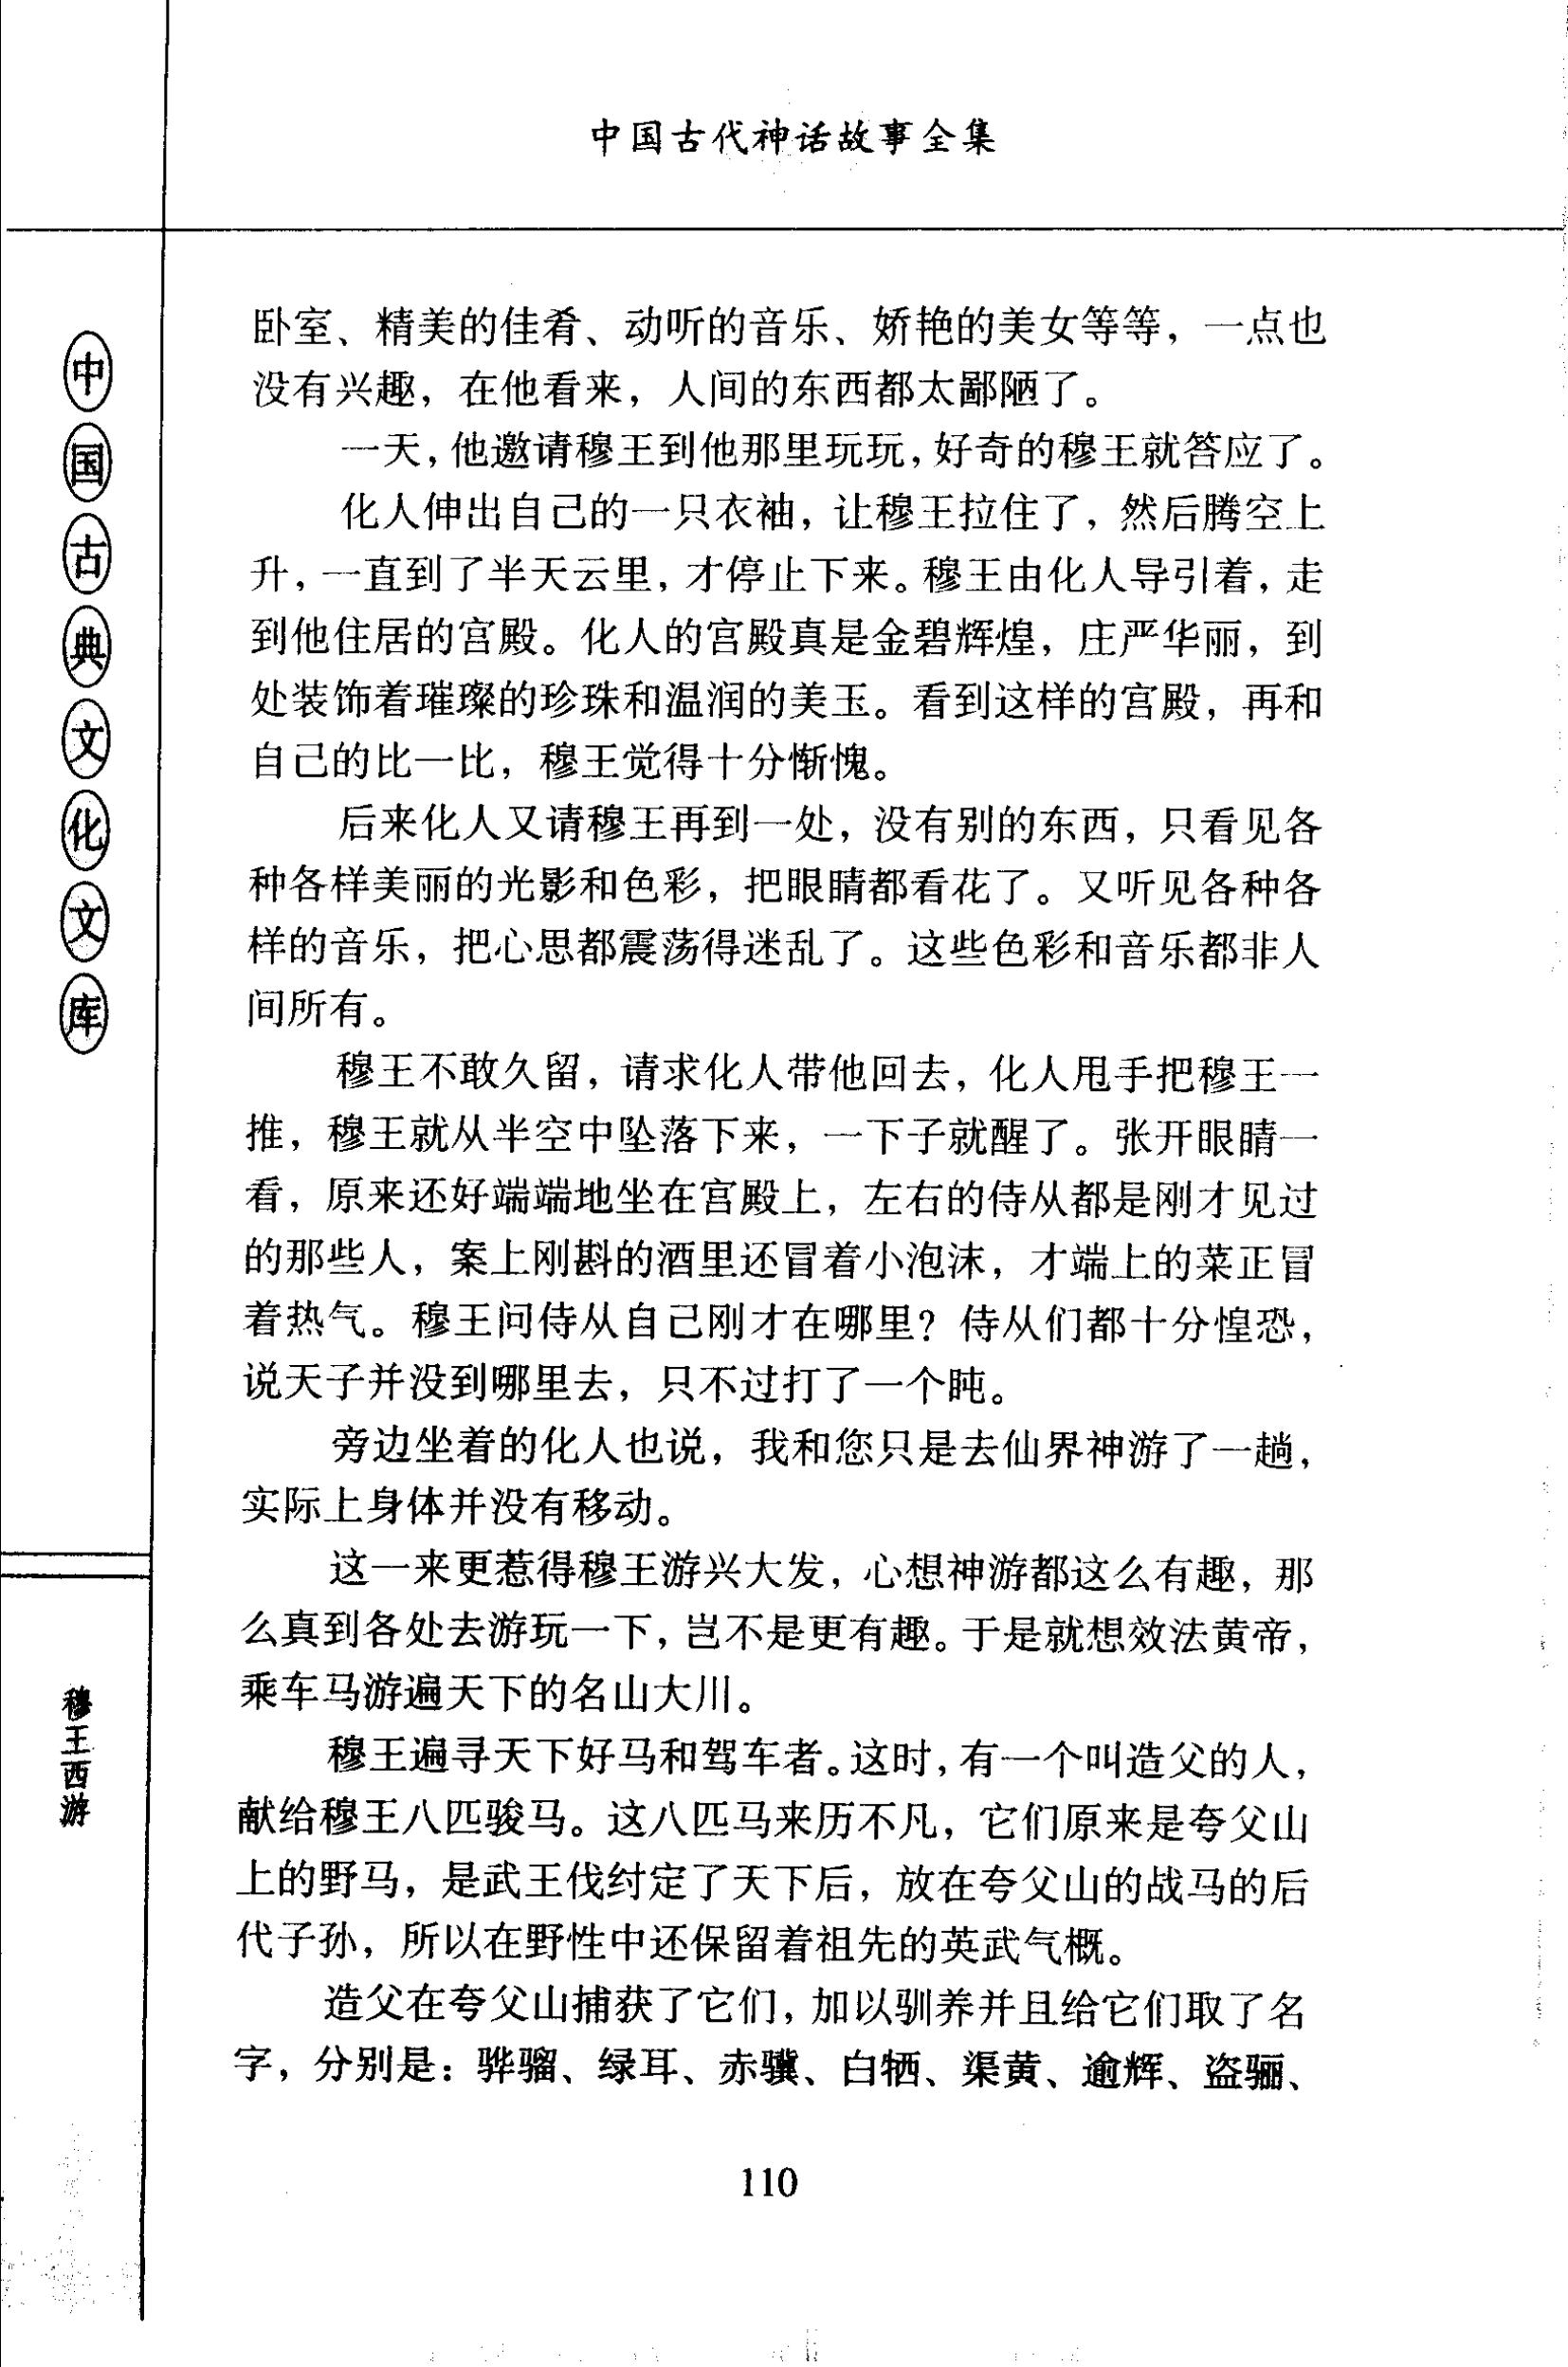 中国古代神话故事全集
中国古典文化文库
穆王西游
卧室、精美的佳肴、动听的音乐、娇艳的美女等等，一点也
没有兴趣，在他看来，人间的东西都太鄙陋了。
一天，他邀请穆王到他那里玩玩，好奇的穆王就答应了。
化人伸出自己的一只衣袖，让穆王拉住了，然后腾空上
升，一直到了半天云里，才停止下来。穆王由化人导引着，走
到他住居的宫殿。化人的宫殿真是金碧辉煌，庄严华丽，到
处装饰着璀璨的珍珠和温润的美玉。看到这样的宫殿，再和
自己的比一比，穆王觉得十分惭愧。
后来化人又请穆王再到一处，没有别的东西，只看见各
种各样美丽的光影和色彩，把眼睛都看花了。又听见各种各
样的音乐，把心思都震荡得迷乱了。这些色彩和音乐都非人
间所有。
穆王不敢久留，请求化人带他回去，化人甩手把穆王一
推，穆王就从半空中坠落下来，一下子就醒了。张开眼睛一
看，原来还好端端地坐在宫殿上，左右的侍从都是刚才见过
的那些人，案上刚斟的酒里还冒着小泡沫，才端上的菜正冒
着热气。穆王问侍从自己刚才在哪里？侍从们都十分惶恐，
说天子并没到哪里去，只不过打了一个盹。
旁边坐着的化人也说，我和您只是去仙界神游了一趟，
实际上身体并没有移动。
这一来更惹得穆王游兴大发，心想神游都这么有趣，那
么真到各处去游玩一下，岂不是更有趣。于是就想效法黄帝，
乘车马游遍天下的名山大川。
穆王遍寻天下好马和驾车者。这时，有一个叫造父的人，
献给穆王八匹骏马。这八匹马来历不凡，它们原来是夸父山
上的野马，是武王伐纣定了天下后，放在夸父山的战马的后
代子孙，所以在野性中还保留着祖先的英武气概。
造父在夸父山捕获了它们，加以驯养并且给它们取了名
字，分别是：骅骝、绿耳、赤骥、白牺、渠黄、逾辉、盗骊、
110